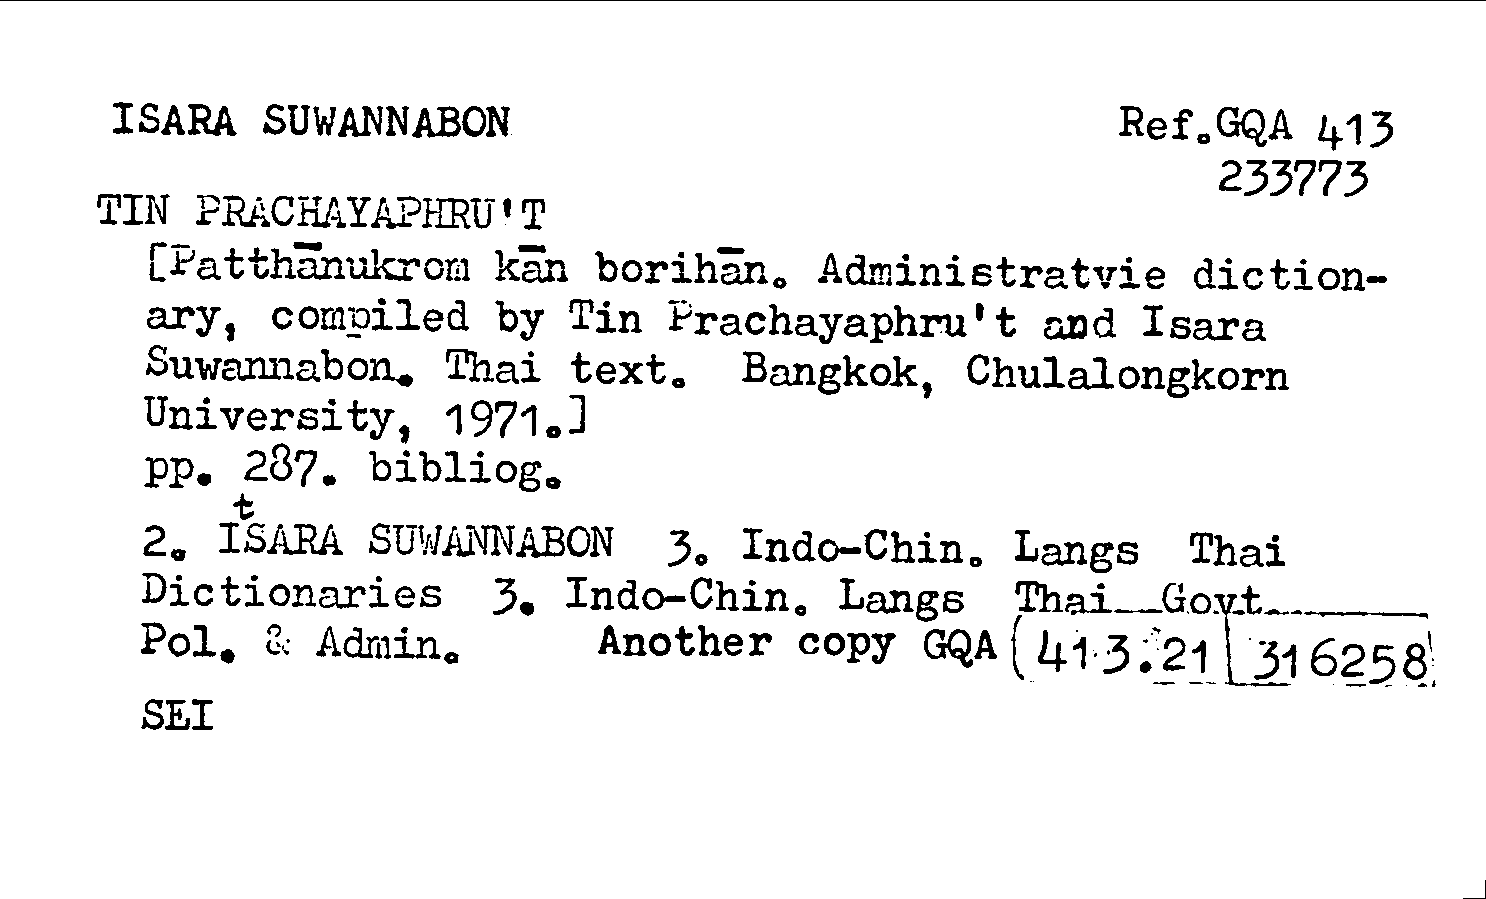 ISARA SUWANNABON Ref.GQA 413
233773
TIN PRACHAYAPHRU'T
[Patthānukrom kān borihān. Administratvie diction-
ary, compiled by Tin Prachayaphru't and Isara
Suwannabon. Thai text. Bangkok, Chulalongkorn
University, 1971.]
pp. 287. bibliog.
t
2. ISARA SUWANNABON 3. Indo-Chin. Langs Thai
Dictionaries 3. Indo-Chin. Langs Thai Govt
Pol. & Admin. Another copy GQA 413.21 316258
SEI